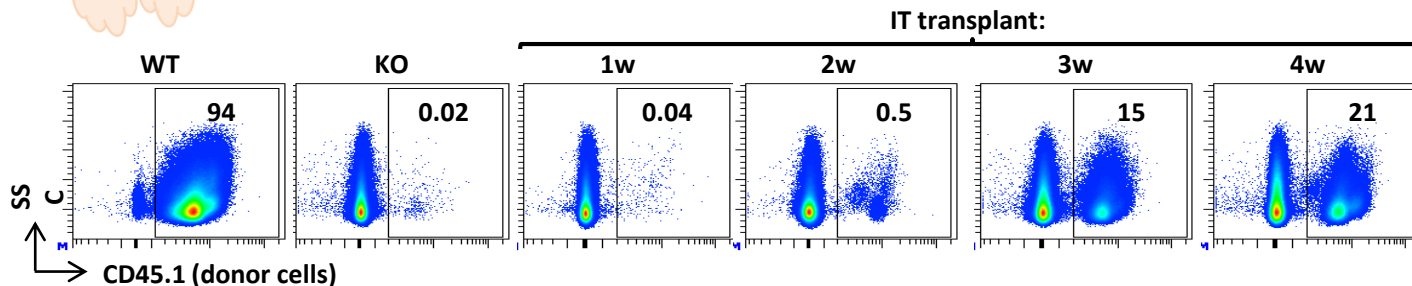 IT transplant:
WT KO 1w 2w 3w 4w
94 0.02 0.04 0.5 15 21
SSC
CD45.1 (donor cells)